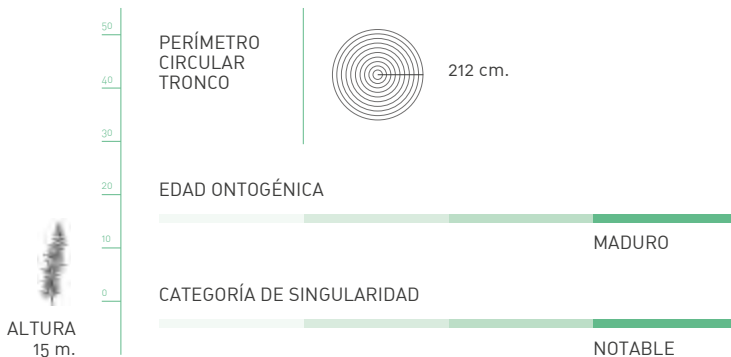 50
40
30
20
10
0
ALTURA
15 m.
PERÍMETRO
CIRCULAR
TRONCO
212 cm.
EDAD ONTOGÉNICA
MADURO
CATEGORÍA DE SINGULARIDAD
NOTABLE